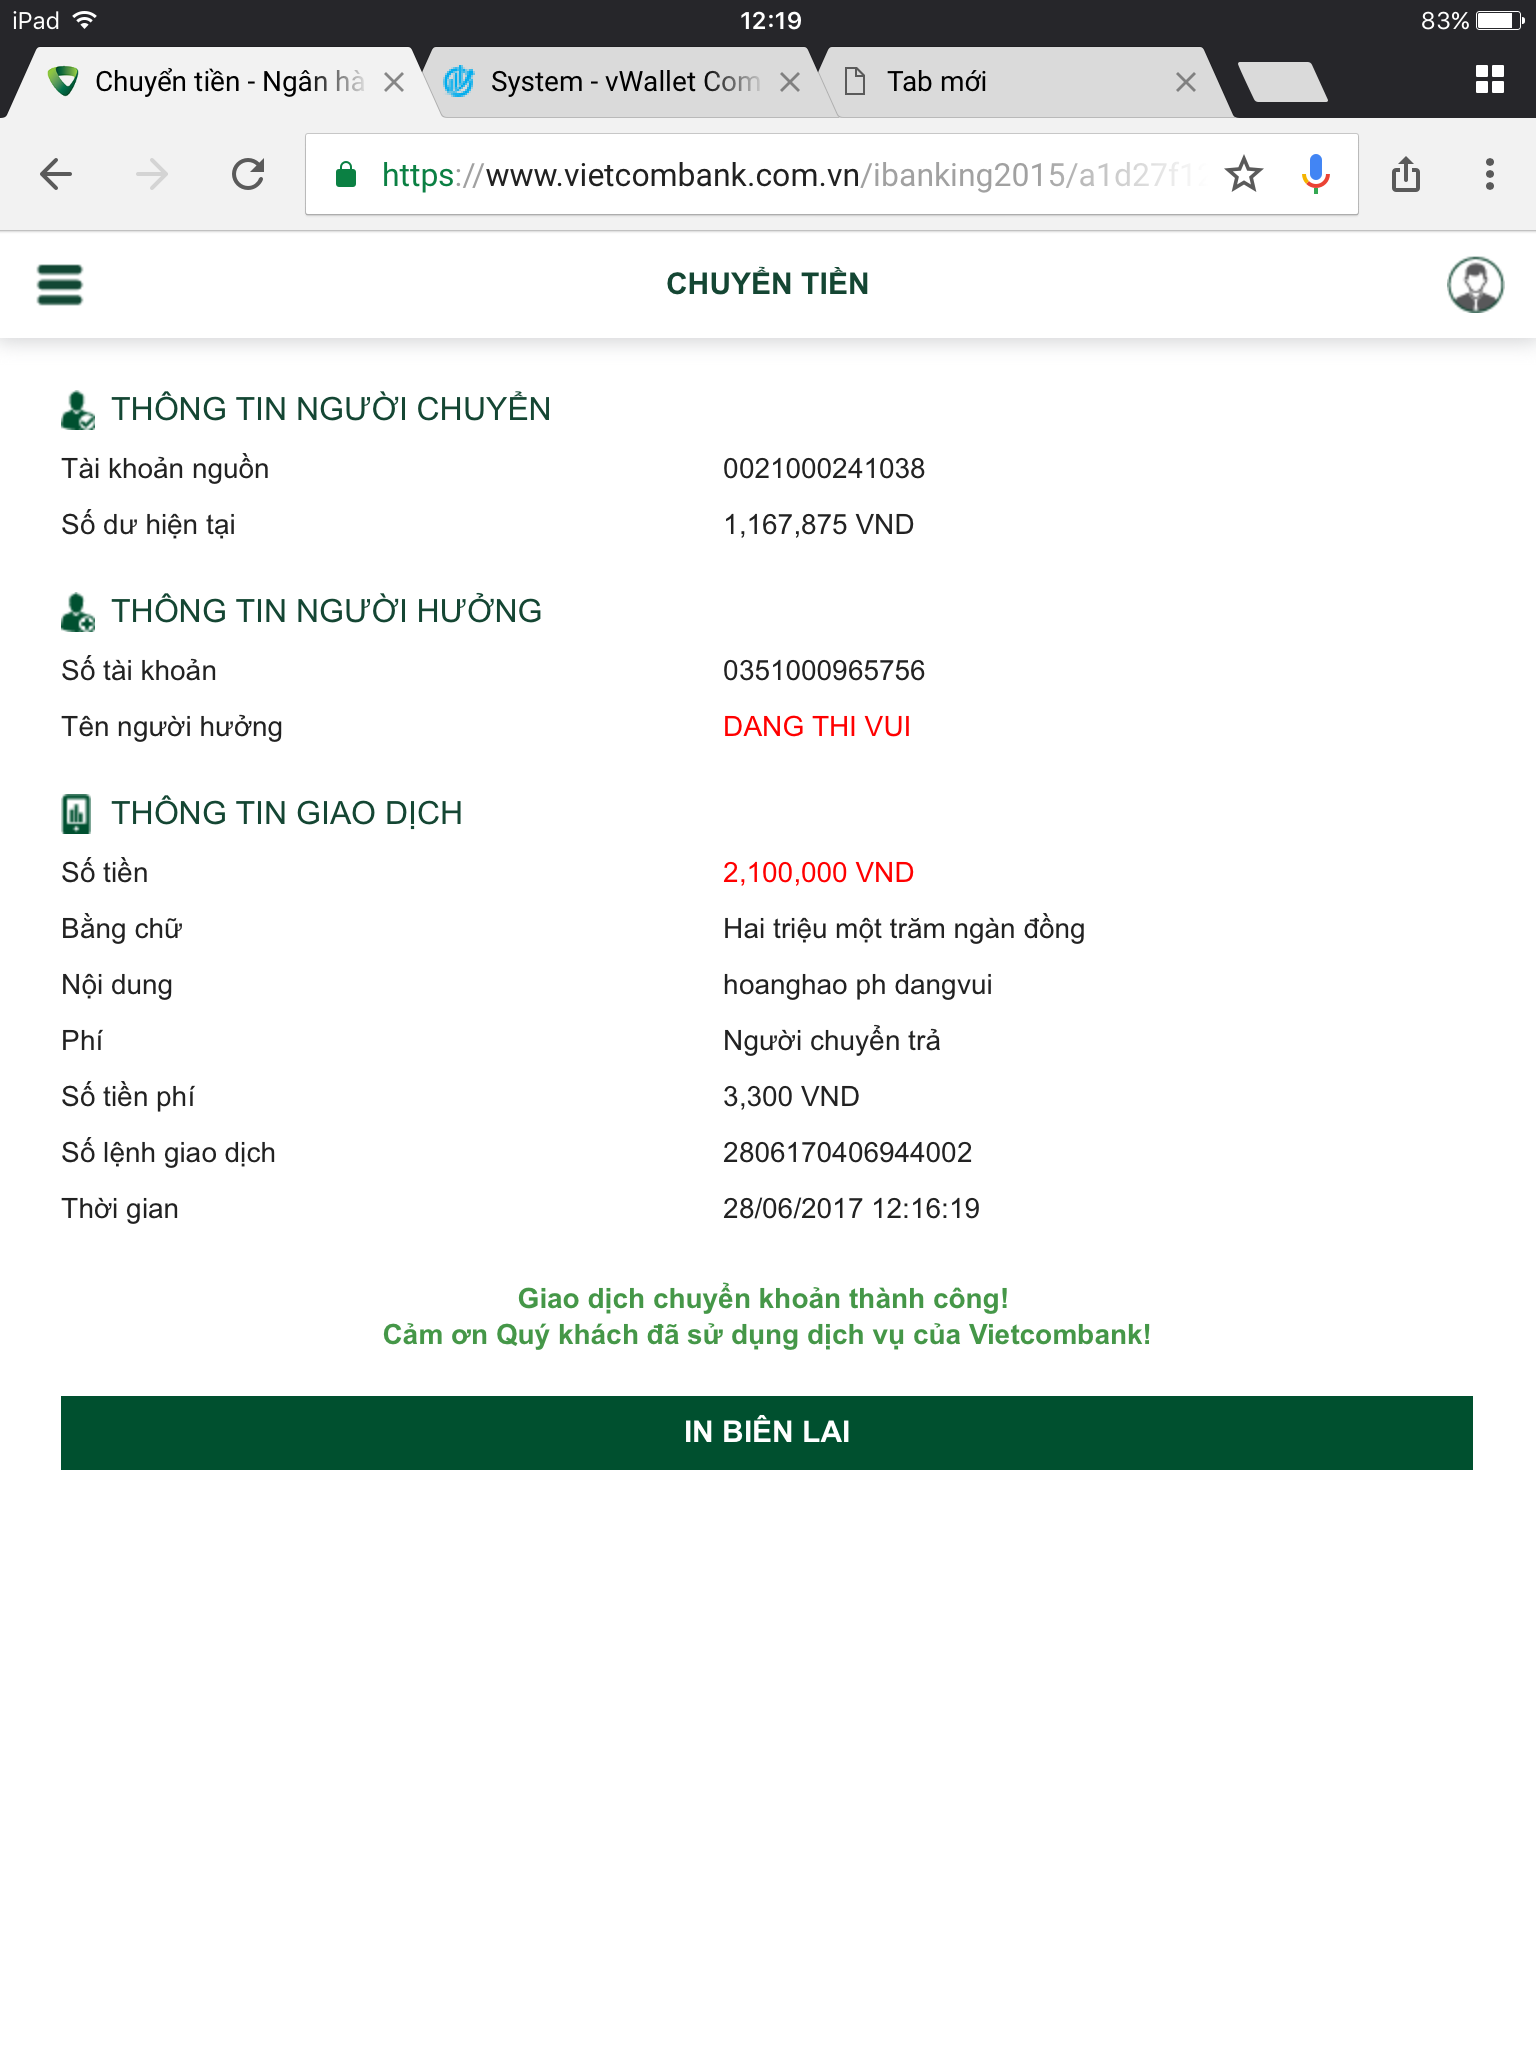 iPad
12:19
83%
Chuyển tiền - Ngân hà
System - vWallet Com
Tab mới
https://www.vietcombank.com.vn/ibanking2015/a1d27f1
CHUYỂN TIỀN
THÔNG TIN NGƯỜI CHUYỂN
Tài khoản nguồn 0021000241038
Số dư hiện tại 1,167,875 VND
THÔNG TIN NGƯỜI HƯỞNG
Số tài khoản 0351000965756
Tên người hưởng DANG THI VUI
THÔNG TIN GIAO DỊCH
Số tiền 2,100,000 VND
Bằng chữ Hai triệu một trăm ngàn đồng
Nội dung hoanghao ph dangvui
Phí Người chuyển trả
Số tiền phí 3,300 VND
Số lệnh giao dịch 2806170406944002
Thời gian 28/06/2017 12:16:19
Giao dịch chuyển khoản thành công!
Cảm ơn Quý khách đã sử dụng dịch vụ của Vietcombank!
IN BIÊN LAI